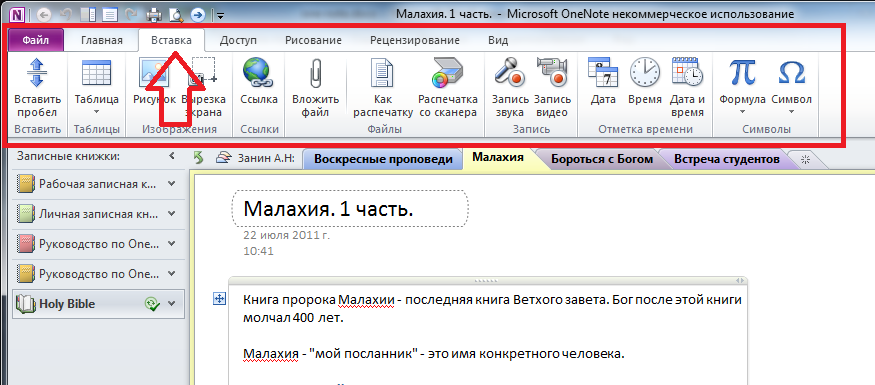 Малахия. 1 часть. - Microsoft OneNote некоммерческое использование
Файл Главная Вставка Доступ Рисование Рецензирование Вид
Вставить пробел
Таблица
Рисунок
Вырезка экрана
Ссылка
Вложить файл
Как распечатку
Распечатка со сканера
Запись звука
Запись видео
Дата
Время
Дата и время
π
Формула
Ω
Символ
Вставить Таблицы Изображения Ссылки Файлы Запись Отметка времени Символы
Записные книжки:
Занин А.Н: Воскресные проповеди Малахия Бороться с Богом Встреча студентов
Рабочая записная к...
Личная записная кн...
Руководство по One...
Руководство по One...
Holy Bible
Малахия. 1 часть.
22 июля 2011 г.
10:41
Книга пророка Малахии - последняя книга Ветхого завета. Бог после этой книги
молчал 400 лет.
Малахия - "мой посланник" - это имя конкретного человека.